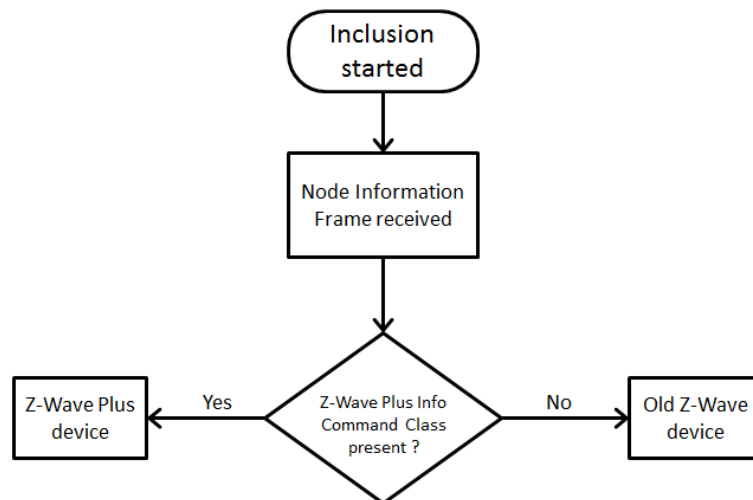 Inclusion
started
Node Information
Frame received
Z-Wave Plus Info
Command Class
present ?
Yes
No
Z-Wave Plus
device
Old Z-Wave
device